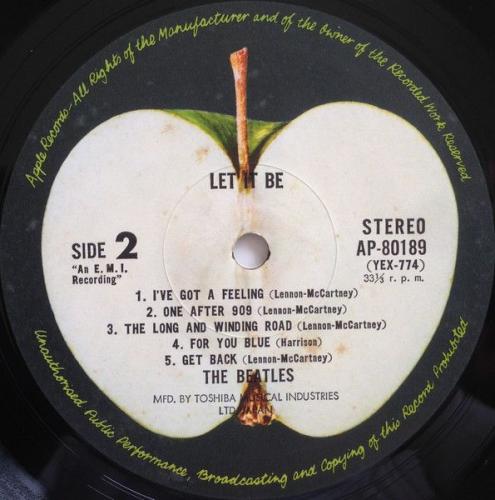 Apple Records-All Rights of the Manufacturer and of the Owner of the Recorded Work Reserved
LET IT BE
STEREO
AP-80189
(YEX-774)
33⅓ r. p. m.
SIDE 2
"An E. M. I.
Recording"
1. I'VE GOT A FEELING (Lennon-McCartney)
2. ONE AFTER 909 (Lennon-McCartney)
3. THE LONG AND WINDING ROAD (Lennon-McCartney)
4. FOR YOU BLUE (Harrison)
5. GET BACK (Lennon-McCartney)
THE BEATLES
MFD. BY TOSHIBA MUSICAL INDUSTRIES
LTD. JAPAN
Unauthorised Public Performance, Broadcasting and Copying of this Record Prohibited